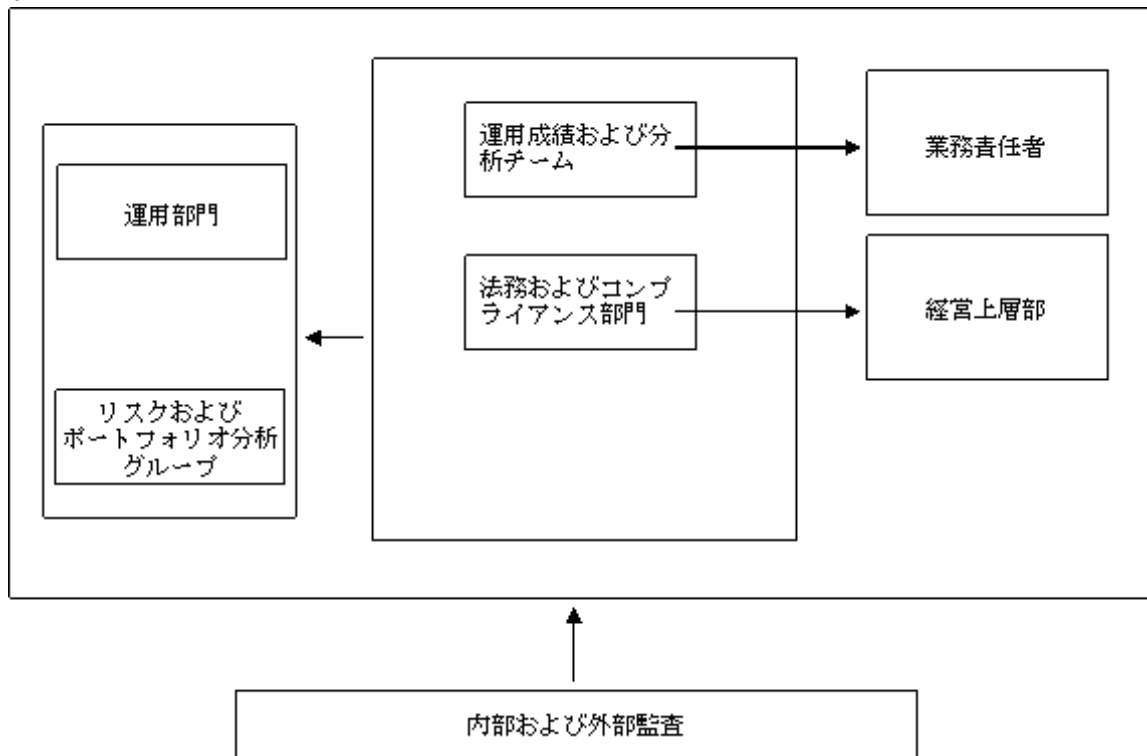 運用成績および分
析チーム
業務責任者
運用部門
法務およびコンプ
ライアンス部門
経営上層部
リスクおよび
ポートフォリオ分析
グループ
内部および外部監査